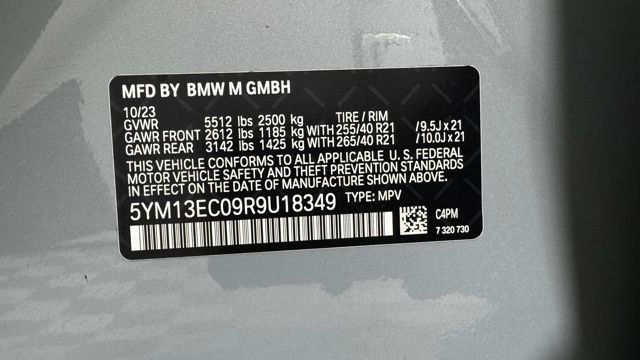 MFD BY BMW M GMBH
10/23
GVWR 5512 lbs 2500 kg TIRE / RIM
GAWR FRONT 2612 lbs 1185 kg WITH 255/40 R21 / 9.5J x 21
GAWR REAR 3142 lbs 1425 kg WITH 265/40 R21 / 10.0J x 21
THIS VEHICLE CONFORMS TO ALL APPLICABLE U. S. FEDERAL
MOTOR VEHICLE SAFETY AND THEFT PREVENTION STANDARDS
IN EFFECT ON THE DATE OF MANUFACTURE SHOWN ABOVE.
5YM13EC09R9U18349 TYPE: MPV
C4PM
7 320 730